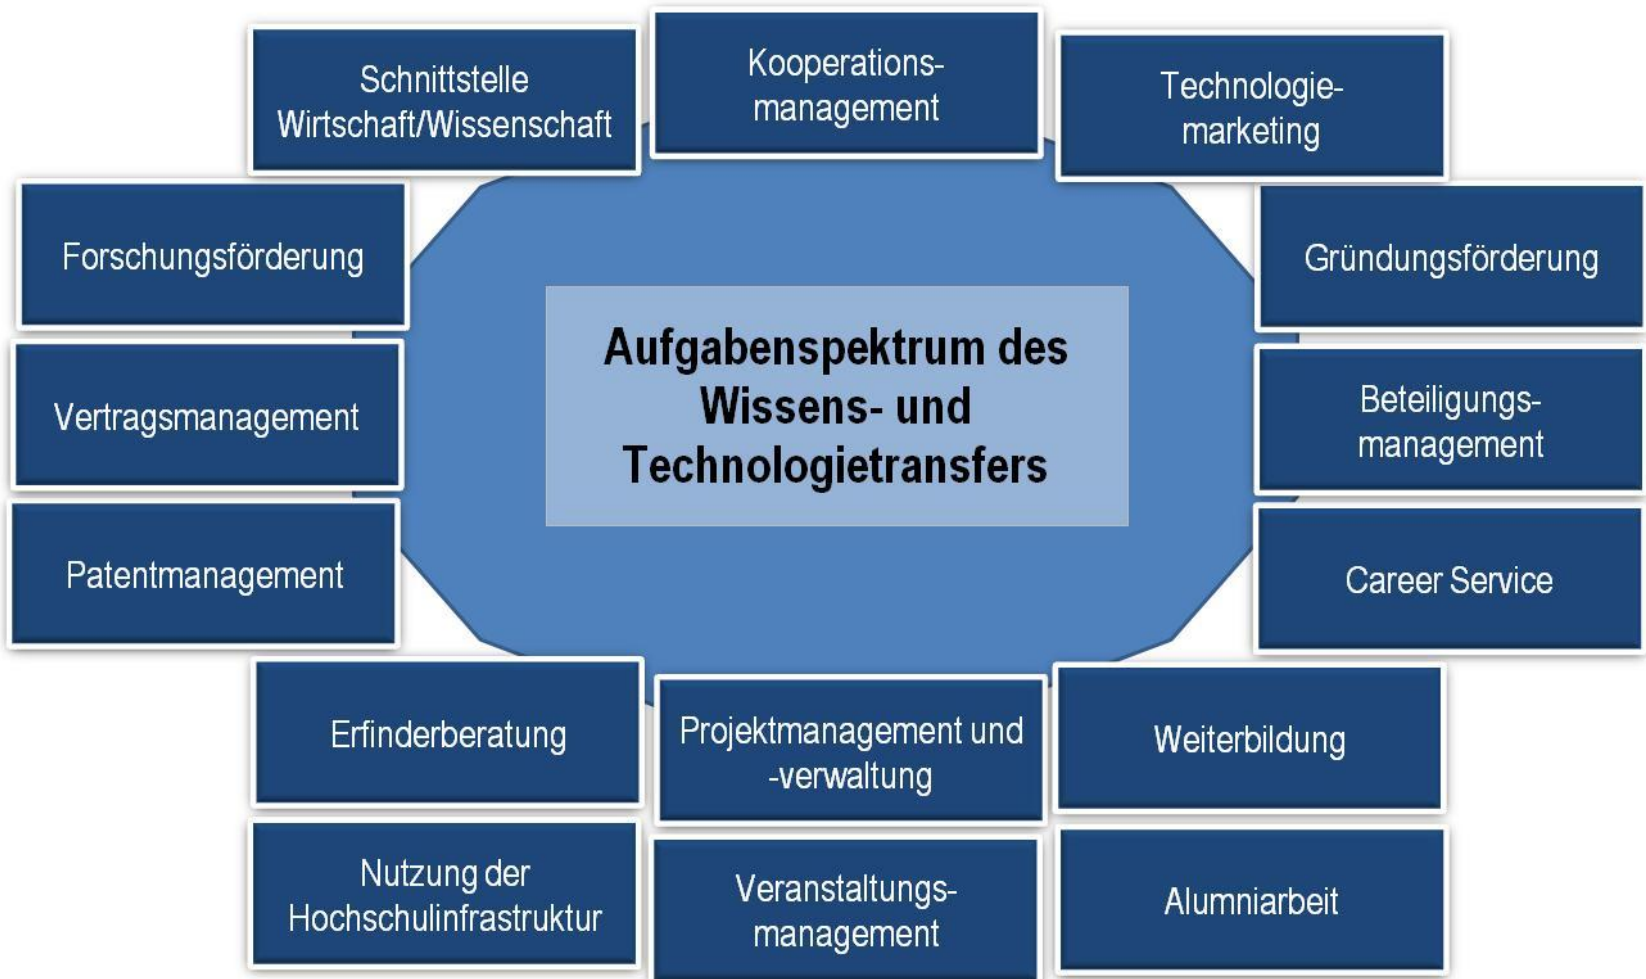 Schnittstelle
Wirtschaft/Wissenschaft
Kooperations-
management
Technologie-
marketing
Forschungsförderung
Gründungsförderung
Aufgabenspektrum des
Wissens- und
Technologietransfers
Vertragsmanagement
Beteiligungs-
management
Patentmanagement
Career Service
Erfinderberatung
Projektmanagement und
-verwaltung
Weiterbildung
Nutzung der
Hochschulinfrastruktur
Veranstaltungs-
management
Alumniarbeit